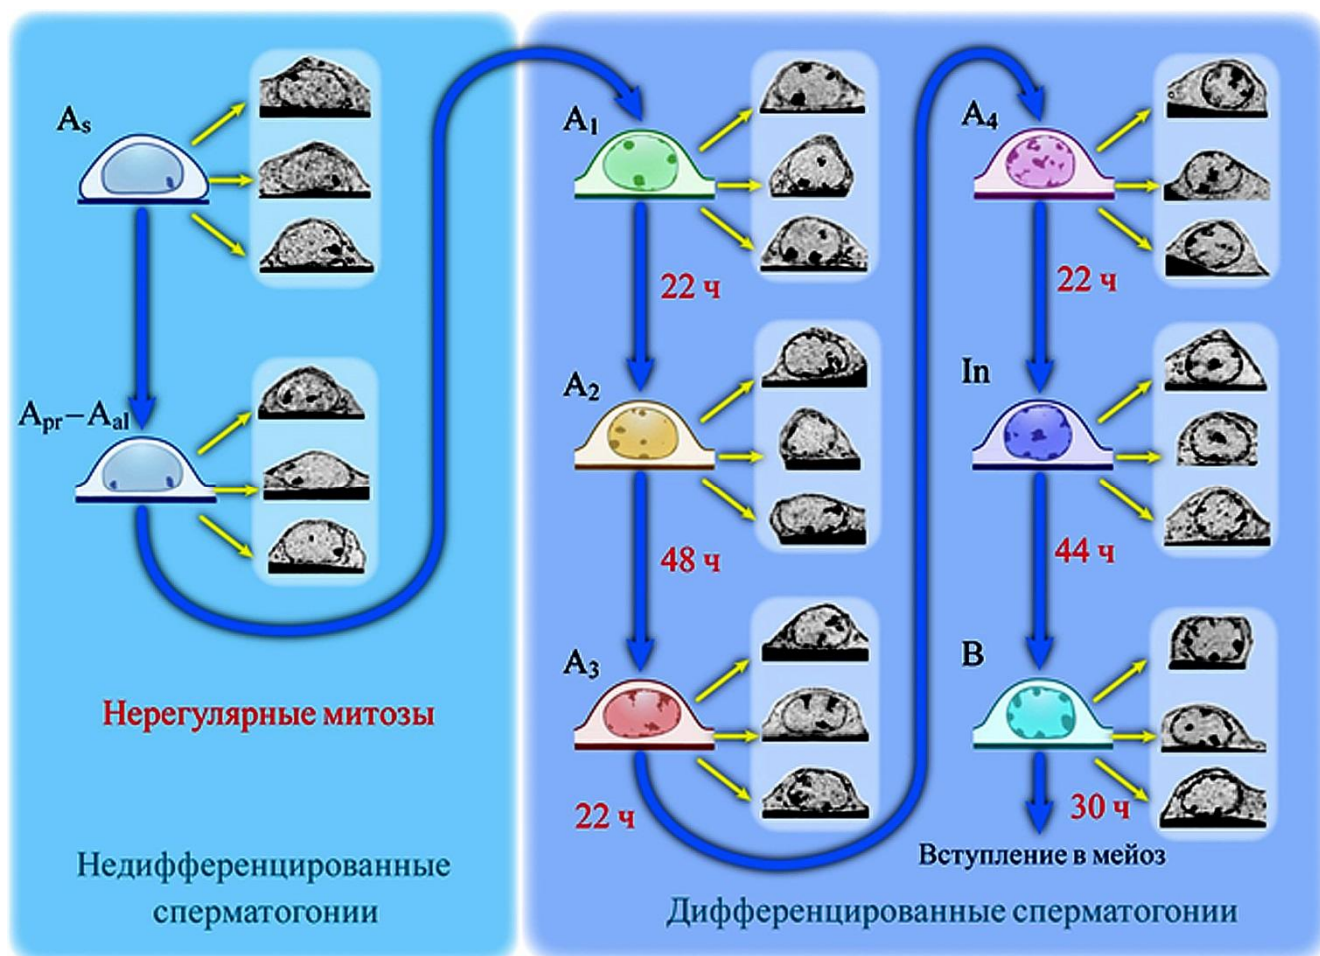 As
Apr–Aal
Нерегулярные митозы
Недифференцированные
сперматогонии
A1
22 ч
A2
48 ч
A3
22 ч
A4
22 ч
In
44 ч
B
30 ч
Вступление в мейоз
Дифференцированные сперматогонии